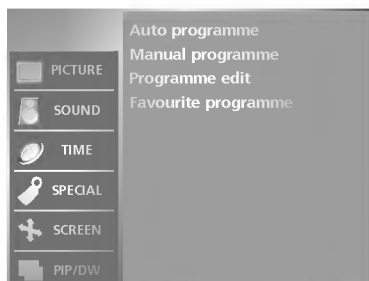 Auto programme
Manual programme
Programme edit
Favourite programme
PICTURE
SOUND
TIME
SPECIAL
SCREEN
PIP/DW